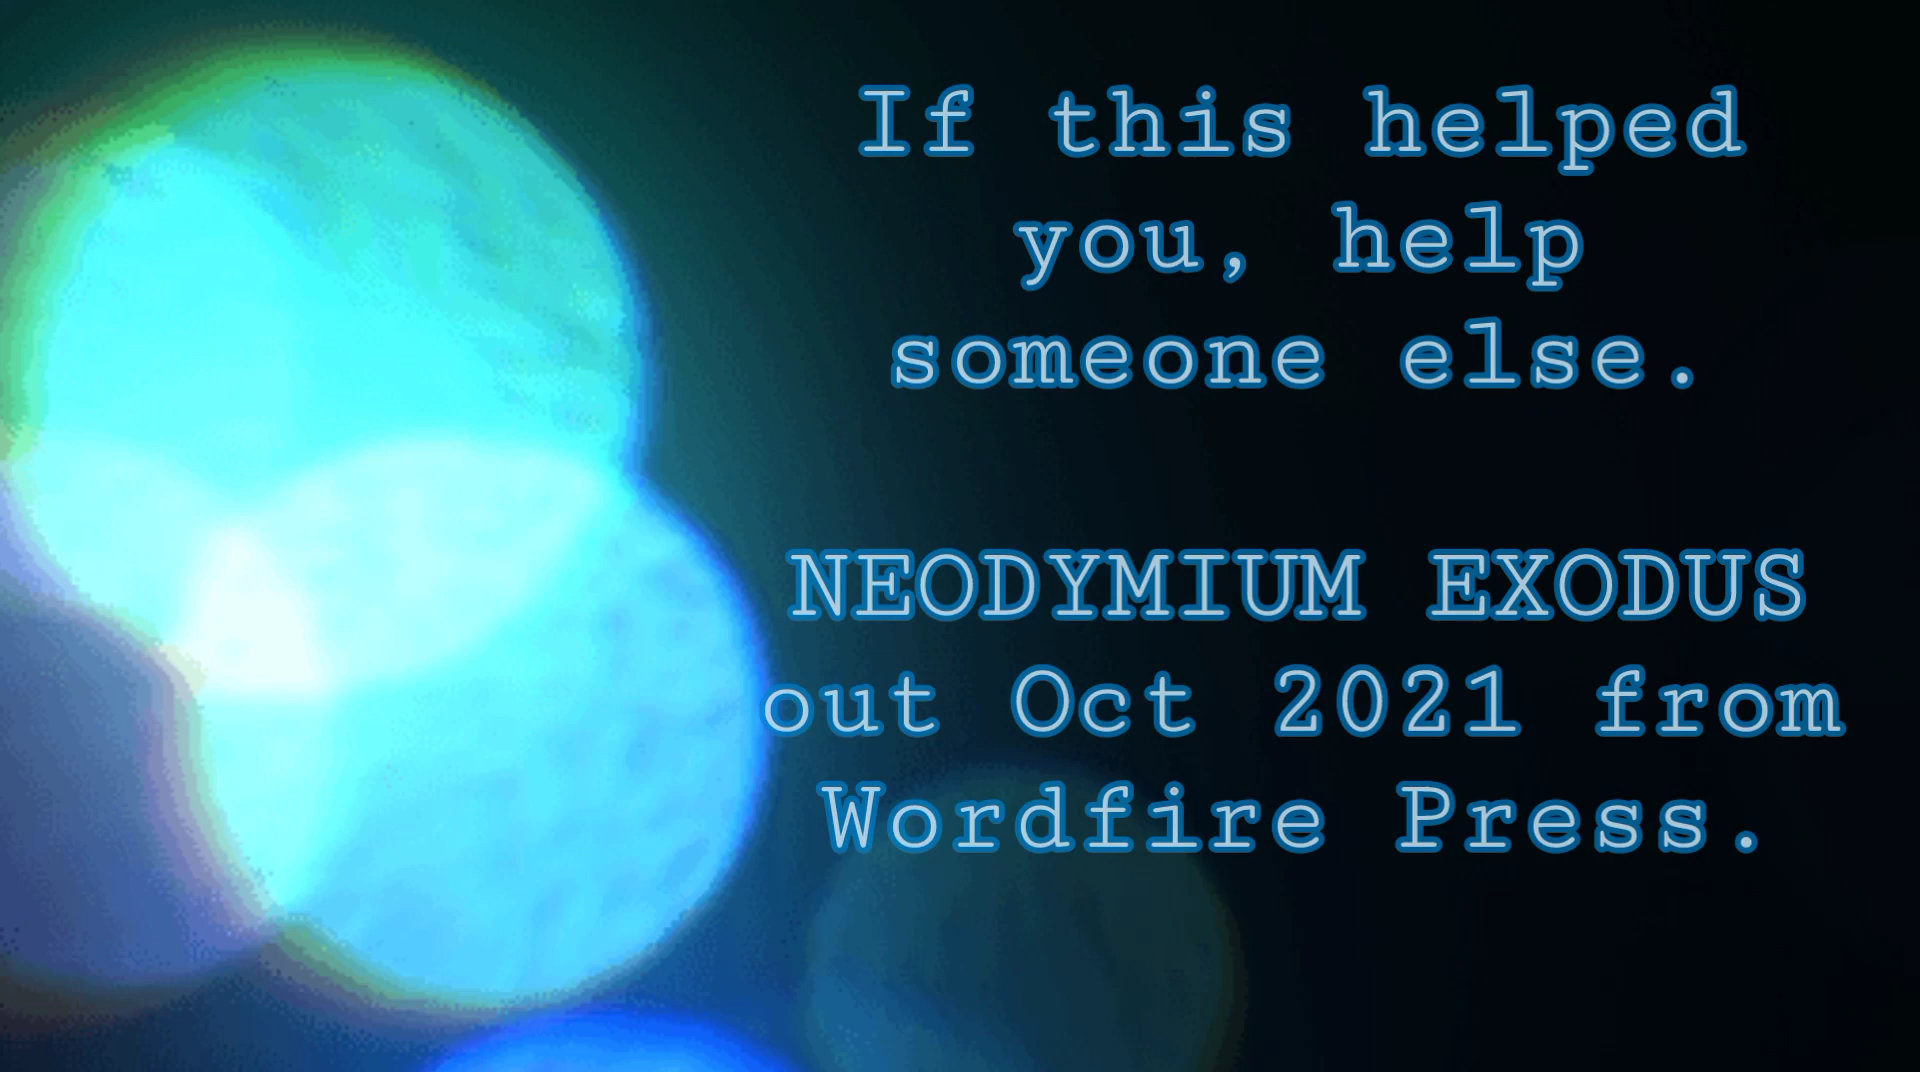 If this helped
you, help
someone else.
NEODYMIUM EXODUS
out Oct 2021 from
Wordfire Press.